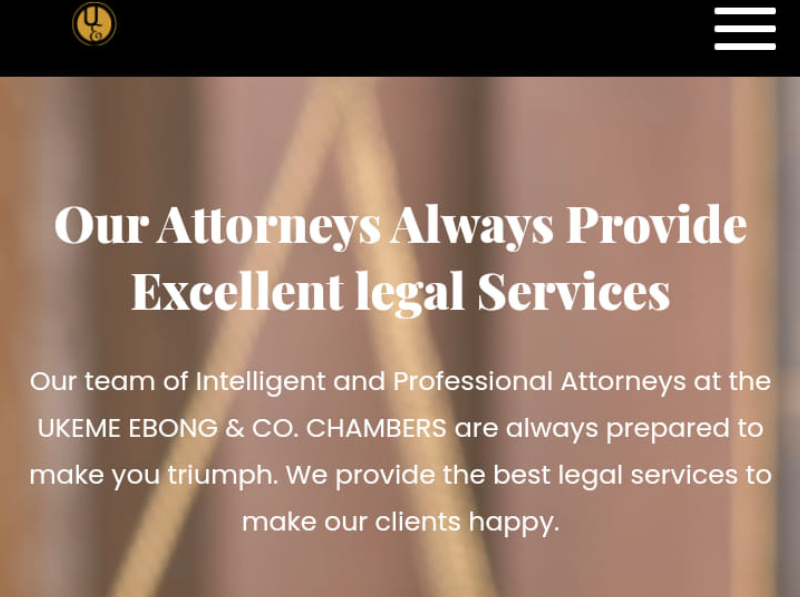 Our Attorneys Always Provide
Excellent legal Services
Our team of Intelligent and Professional Attorneys at the
UKEME EBONG & CO. CHAMBERS are always prepared to
make you triumph. We provide the best legal services to
make our clients happy.